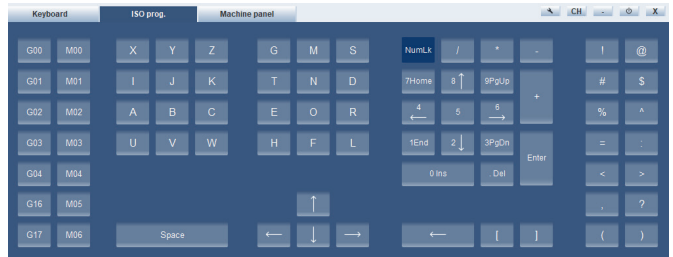 Keyboard ISO prog. Machine panel CH - X
G00 M00 X Y Z G M S NumLk / * - ! @
G01 M01 I J K T N D 7Home 8 ↑ 9PgUp + # $
G02 M02 A B C E O R 4 ← 5 6 → % ^
G03 M03 U V W H F L 1End 2 ↓ 3PgDn Enter = :
G04 M04 0 Ins . Del < >
G16 M05 ↑ , ?
G17 M06 Space ← ↓ → ← [ ] ( )